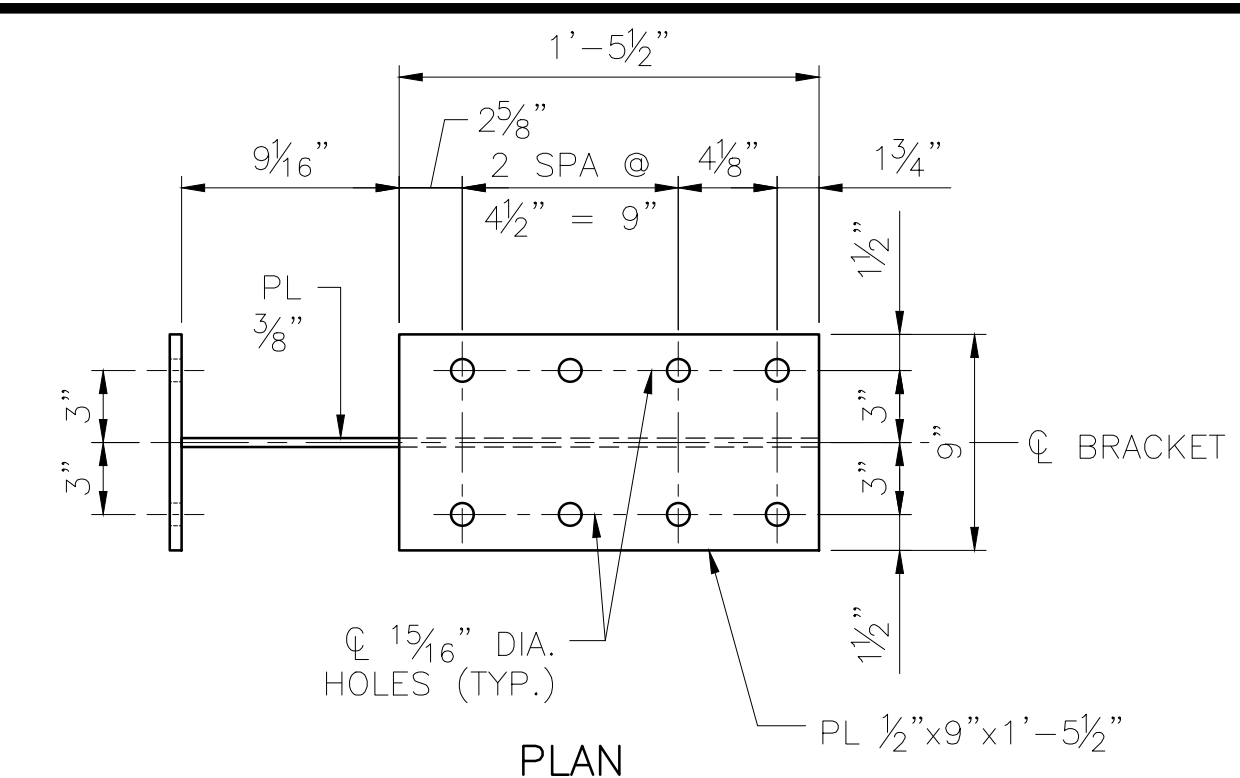 1'-5½"
2⅝"
9 1/16"
2 SPA @
4½" = 9"
4⅛"
1¾"
1½"
PL
⅜"
3"
3"
3"
3"
9"
℄ BRACKET
1½"
℄ 15/16" DIA.
HOLES (TYP.)
PL ½"x9"x1'-5½"
PLAN